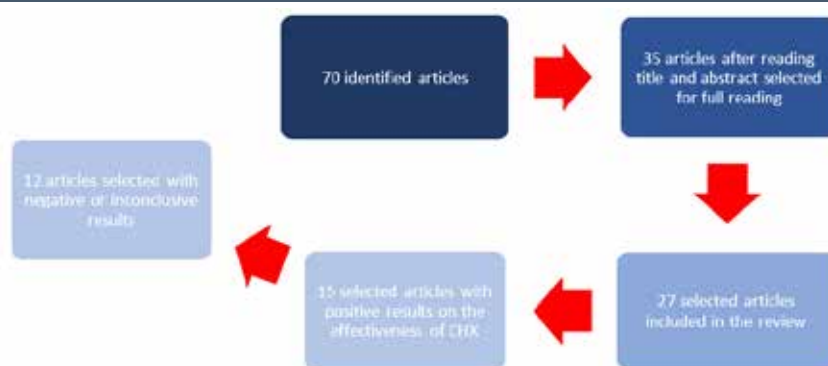 70 identified articles
35 articles after reading
title and abstract selected
for full reading
27 selected articles
included in the review
15 selected articles with
positive results on the
effectiveness of CHX
12 articles selected with
negative or inconclusive
results